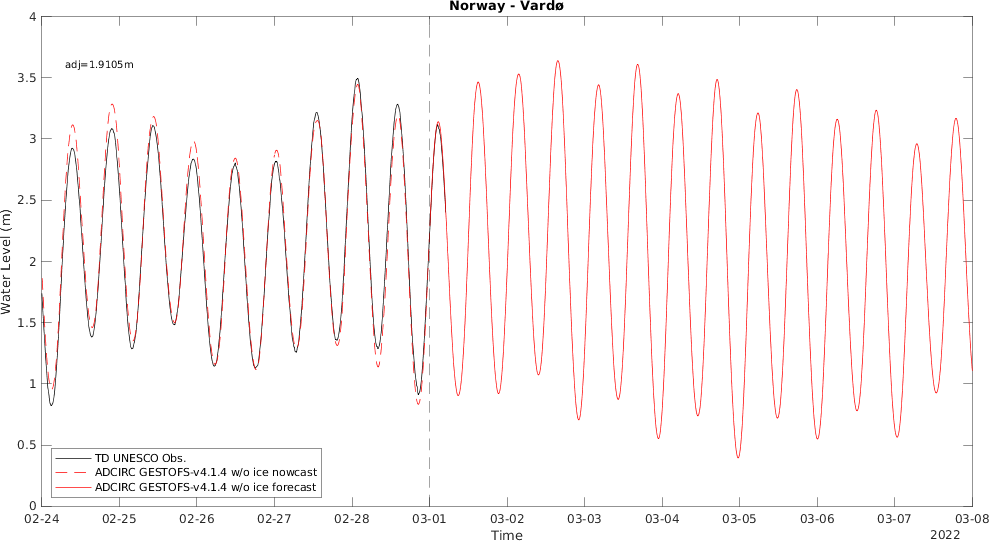 Norway - Vardø
adj=1.9105m
Water Level (m)
4
3.5
3
2.5
2
1.5
1
0.5
0
TD UNESCO Obs.
ADCIRC GESTOFS-v4.1.4 w/o ice nowcast
ADCIRC GESTOFS-v4.1.4 w/o ice forecast
02-24 02-25 02-26 02-27 02-28 03-01 03-02 03-03 03-04 03-05 03-06 03-07 03-08
Time
2022